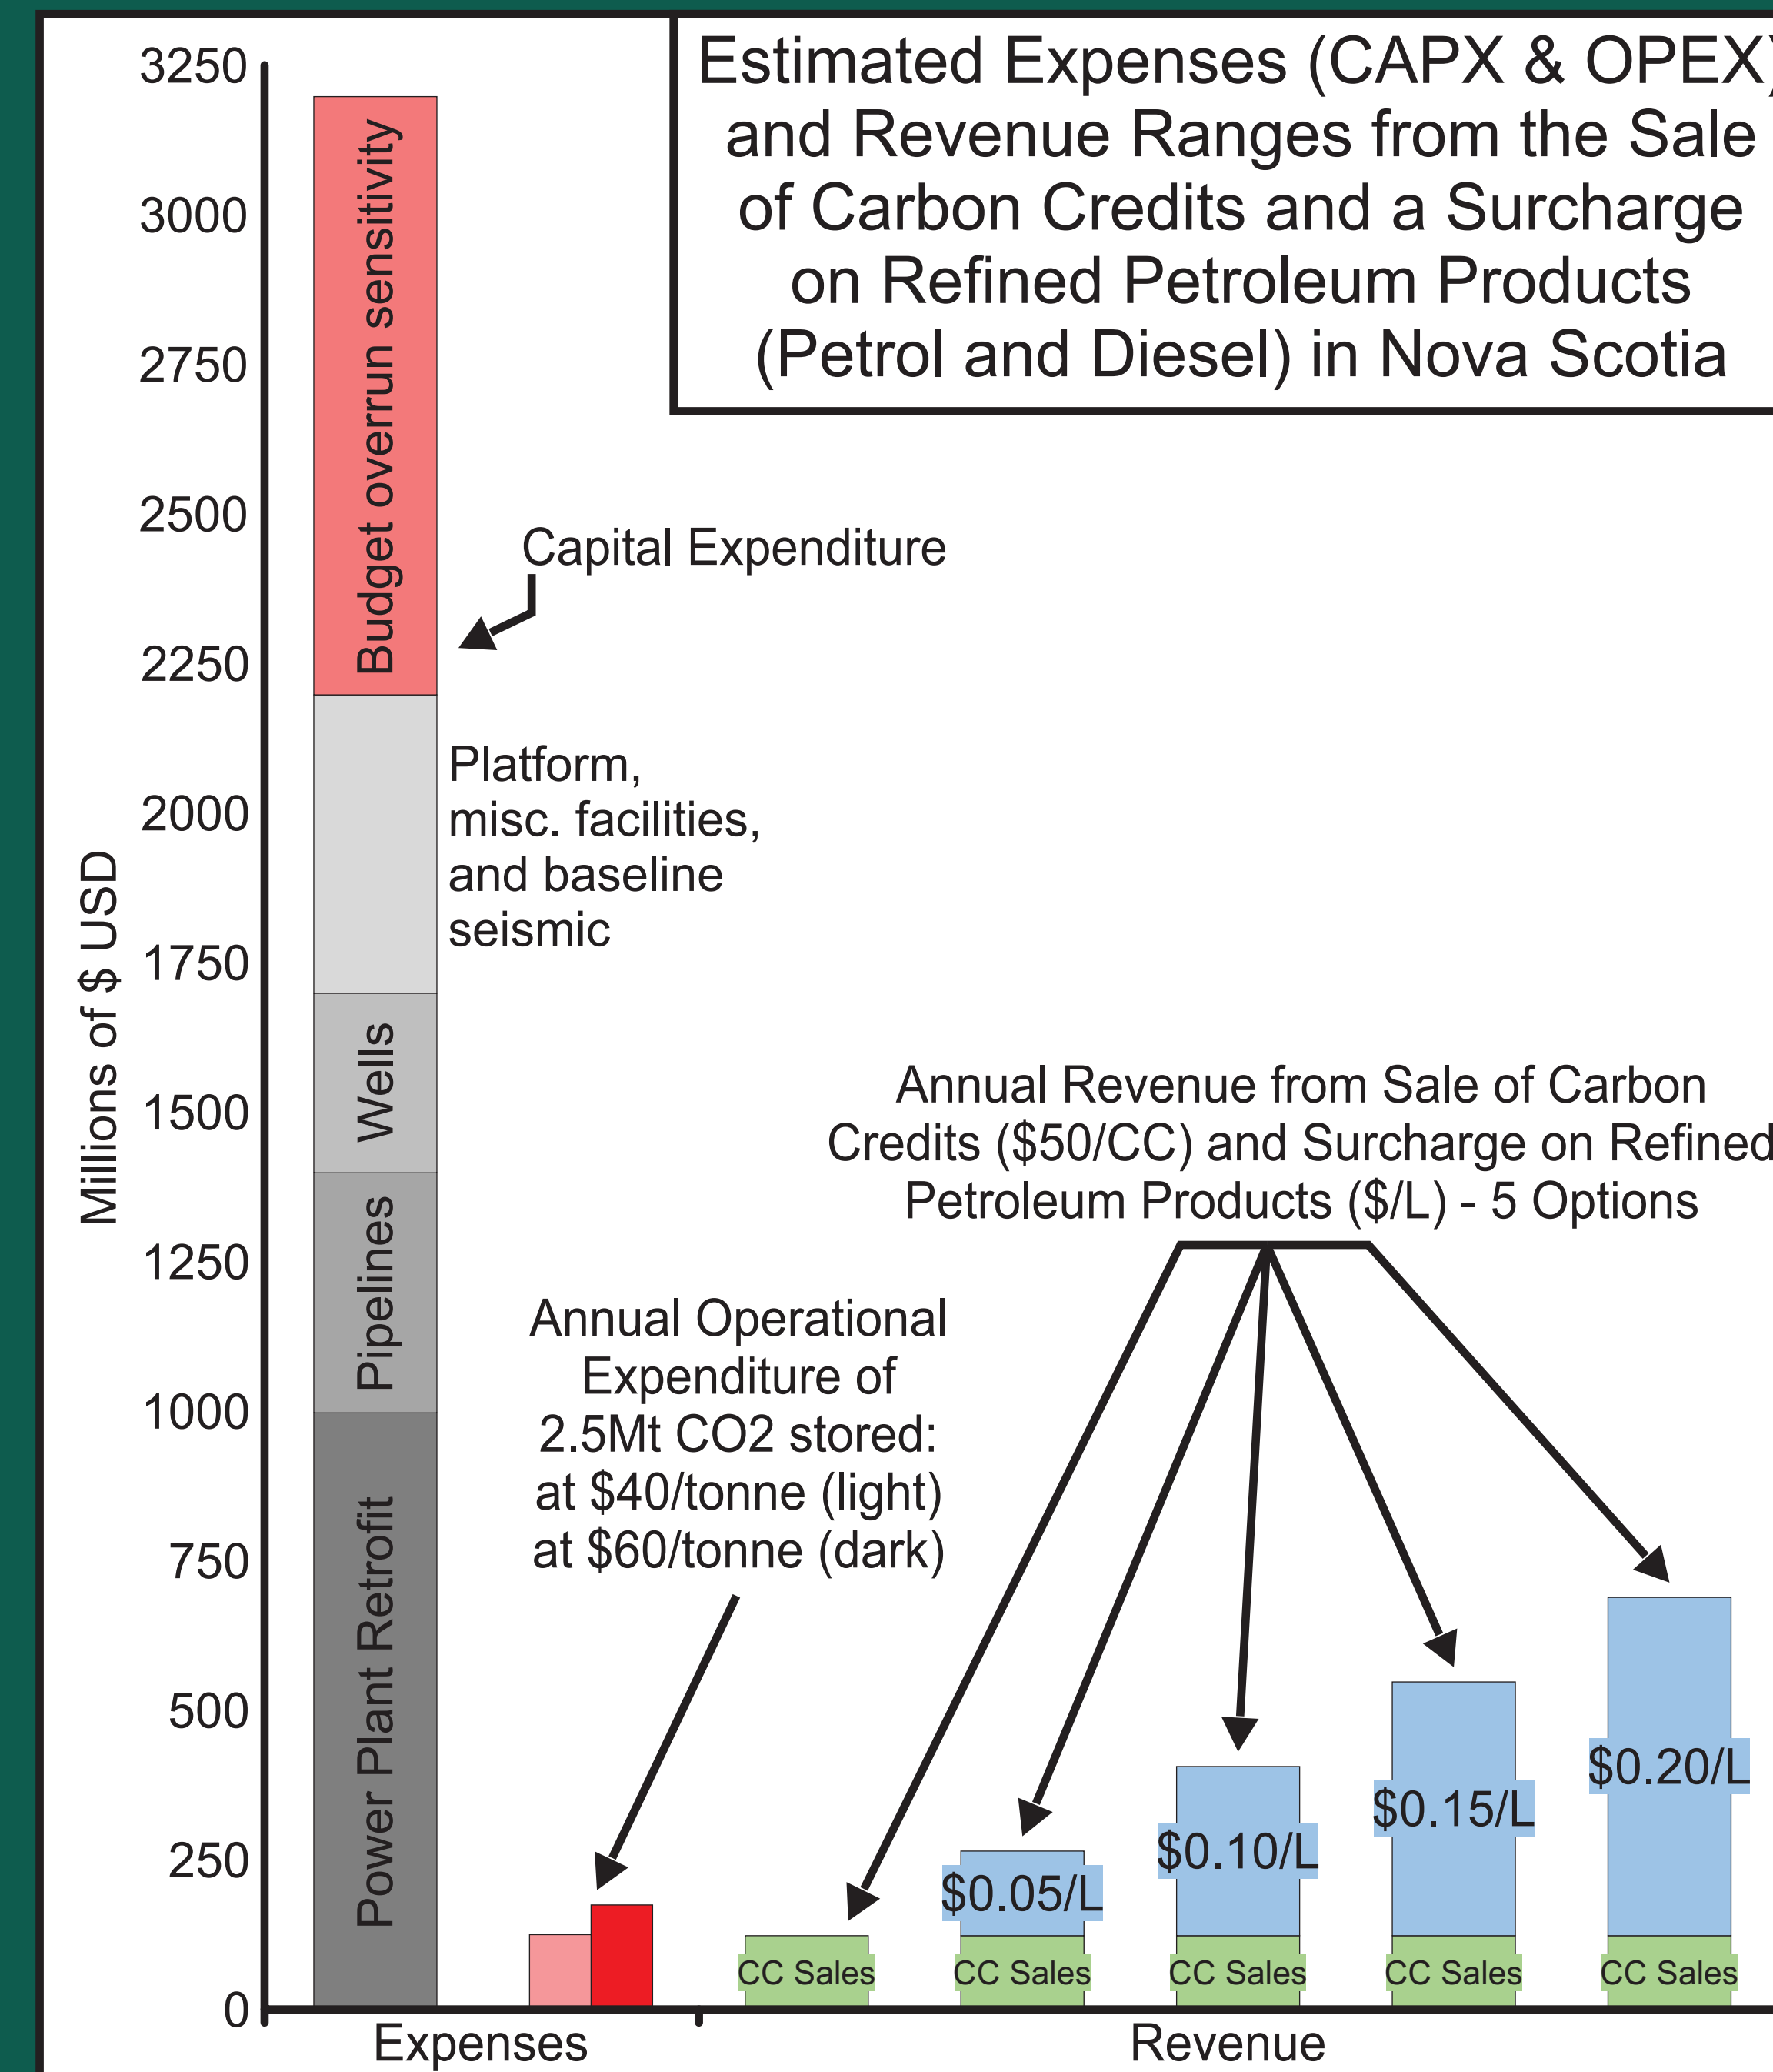 Estimated Expenses (CAPX & OPEX)
and Revenue Ranges from the Sale
of Carbon Credits and a Surcharge
on Refined Petroleum Products
(Petrol and Diesel) in Nova Scotia
Millions of $ USD
3250
3000
2750
2500
2250
2000
1750
1500
1250
1000
750
500
250
0
Budget overrun sensitivity
Capital Expenditure
Platform,
misc. facilities,
and baseline
seismic
Wells
Pipelines
Power Plant Retrofit
Annual Operational
Expenditure of
2.5Mt CO2 stored:
at $40/tonne (light)
at $60/tonne (dark)
Annual Revenue from Sale of Carbon
Credits ($50/CC) and Surcharge on Refined
Petroleum Products ($/L) - 5 Options
$0.05/L
$0.10/L
$0.15/L
$0.20/L
CC Sales
CC Sales
CC Sales
CC Sales
CC Sales
Expenses
Revenue